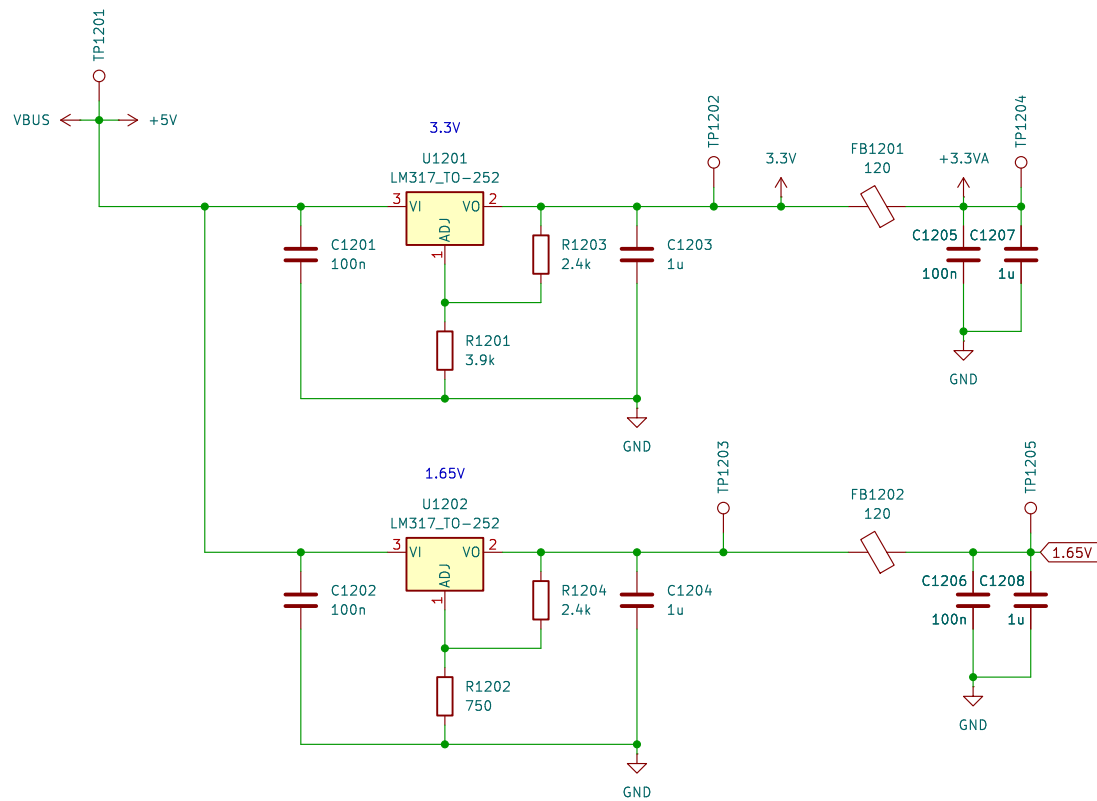 TP1201
VBUS
+5V
3.3V
U1201
LM317_TO-252
3
VI
VO
2
ADJ
1
C1201
100n
R1203
2.4k
C1203
1u
R1201
3.9k
GND
TP1202
3.3V
FB1201
120
+3.3VA
TP1204
C1205
C1207
100n
1u
GND
1.65V
U1202
LM317_TO-252
3
VI
VO
2
ADJ
1
C1202
100n
R1204
2.4k
C1204
1u
R1202
750
GND
TP1203
FB1202
120
TP1205
1.65V
C1206
C1208
100n
1u
GND